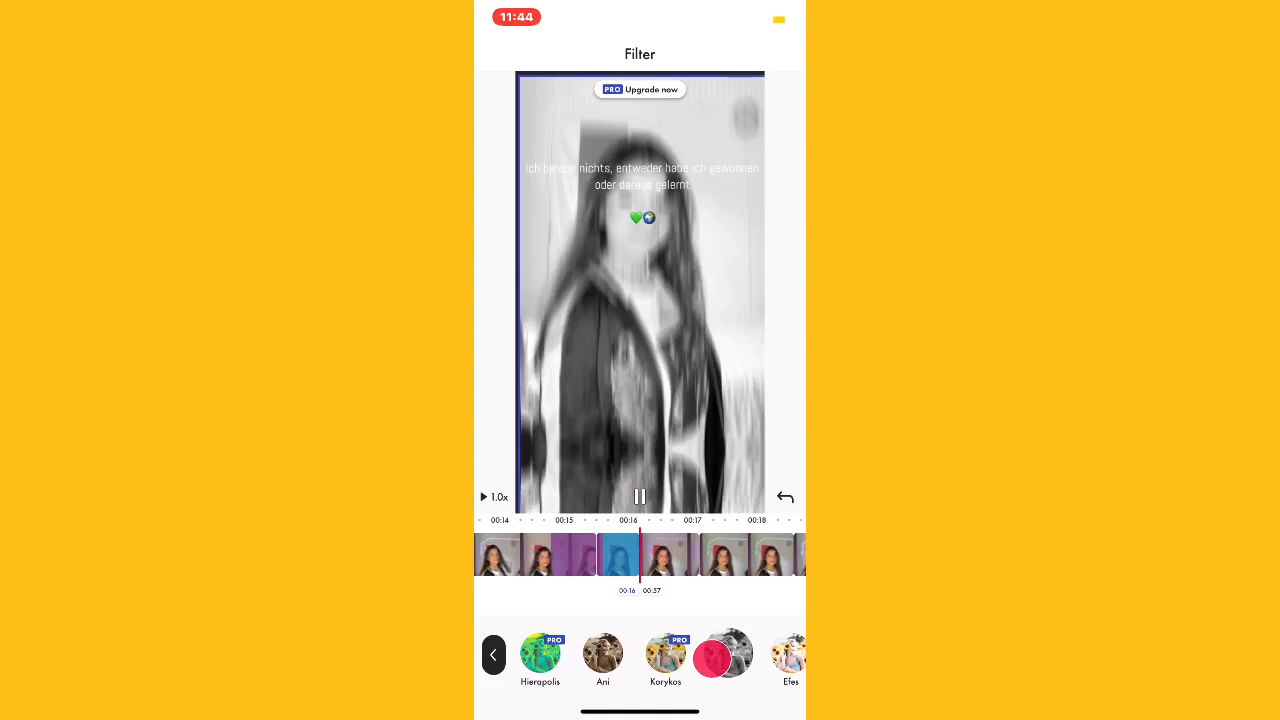 11:44
Filter
PRO Upgrade now
Ich bereue nichts, entweder habe ich gewonnen
oder daraus gelernt.
💚🌍
1.0x
00:14 00:15 00:16 00:17 00:18
00:16 00:57
PRO PRO
Hierapolis Ani Korykos Efes